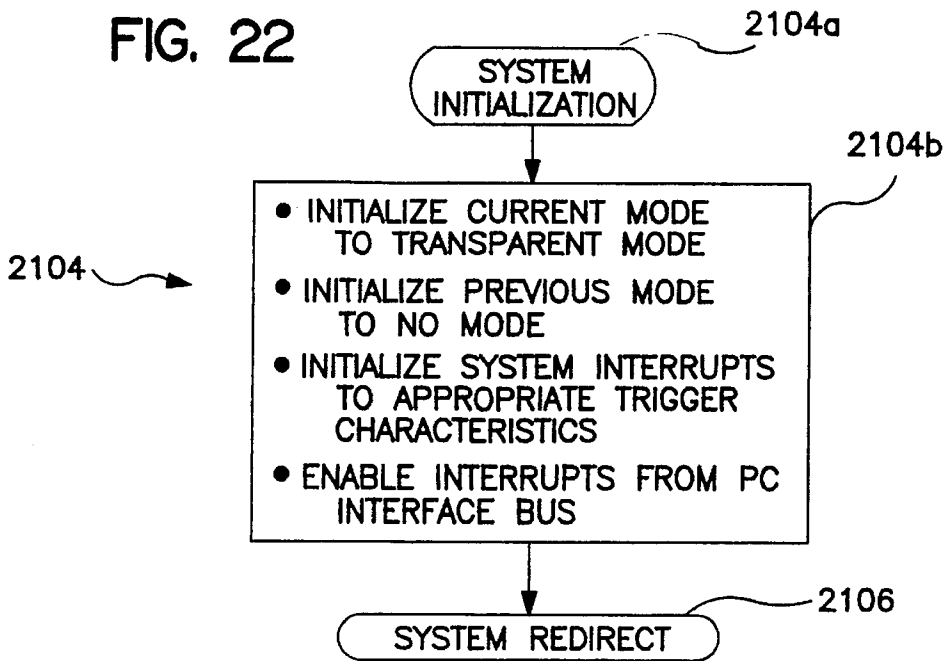 FIG. 22
2104a
SYSTEM
INITIALIZATION
2104b
2104
• INITIALIZE CURRENT MODE
TO TRANSPARENT MODE
• INITIALIZE PREVIOUS MODE
TO NO MODE
• INITIALIZE SYSTEM INTERRUPTS
TO APPROPRIATE TRIGGER
CHARACTERISTICS
• ENABLE INTERRUPTS FROM PC
INTERFACE BUS
2106
SYSTEM REDIRECT